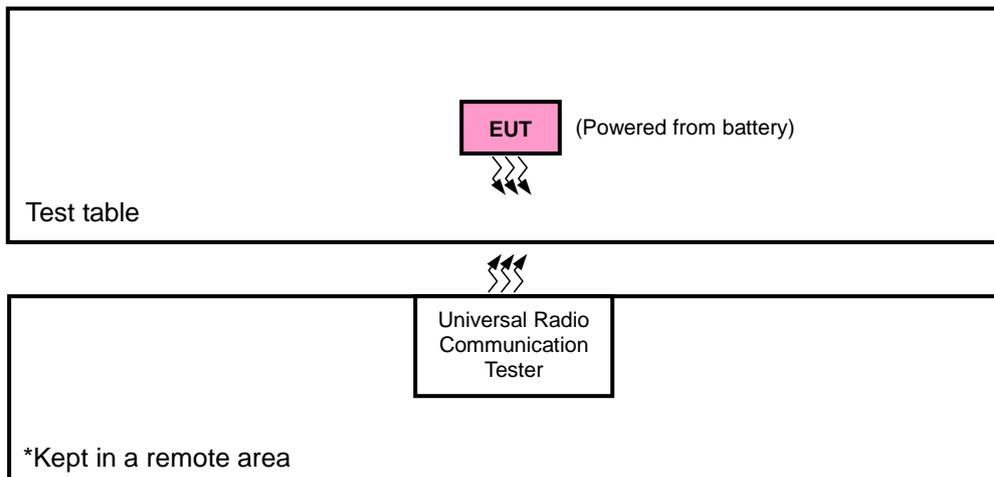 EUT
(Powered from battery)
Test table
Universal Radio
Communication
Tester
*Kept in a remote area